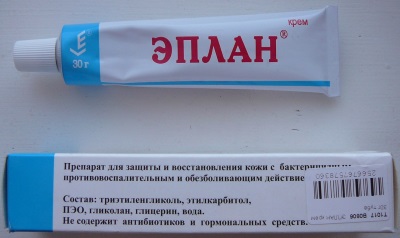 крем
ЭПЛАН®
30 г
Препарат для защиты и восстановления кожи с
противовоспалительным и обезболивающим действие
Состав: триэтиленгликоль, этилкарбитол,
ПЭО, гликолан, глицерин, вода.
Не содержит антибиотиков и гормональных средств.